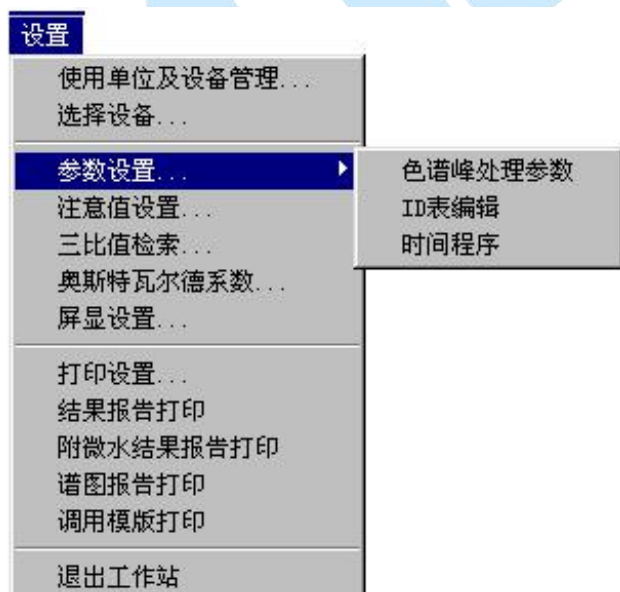 设置
使用单位及设备管理...
选择设备...
参数设置...
注意值设置...
三比值检索...
奥斯特瓦尔德系数...
屏显设置...
打印设置...
结果报告打印
附微水结果报告打印
谱图报告打印
调用模版打印
退出工作站
色谱峰处理参数
ID表编辑
时间程序